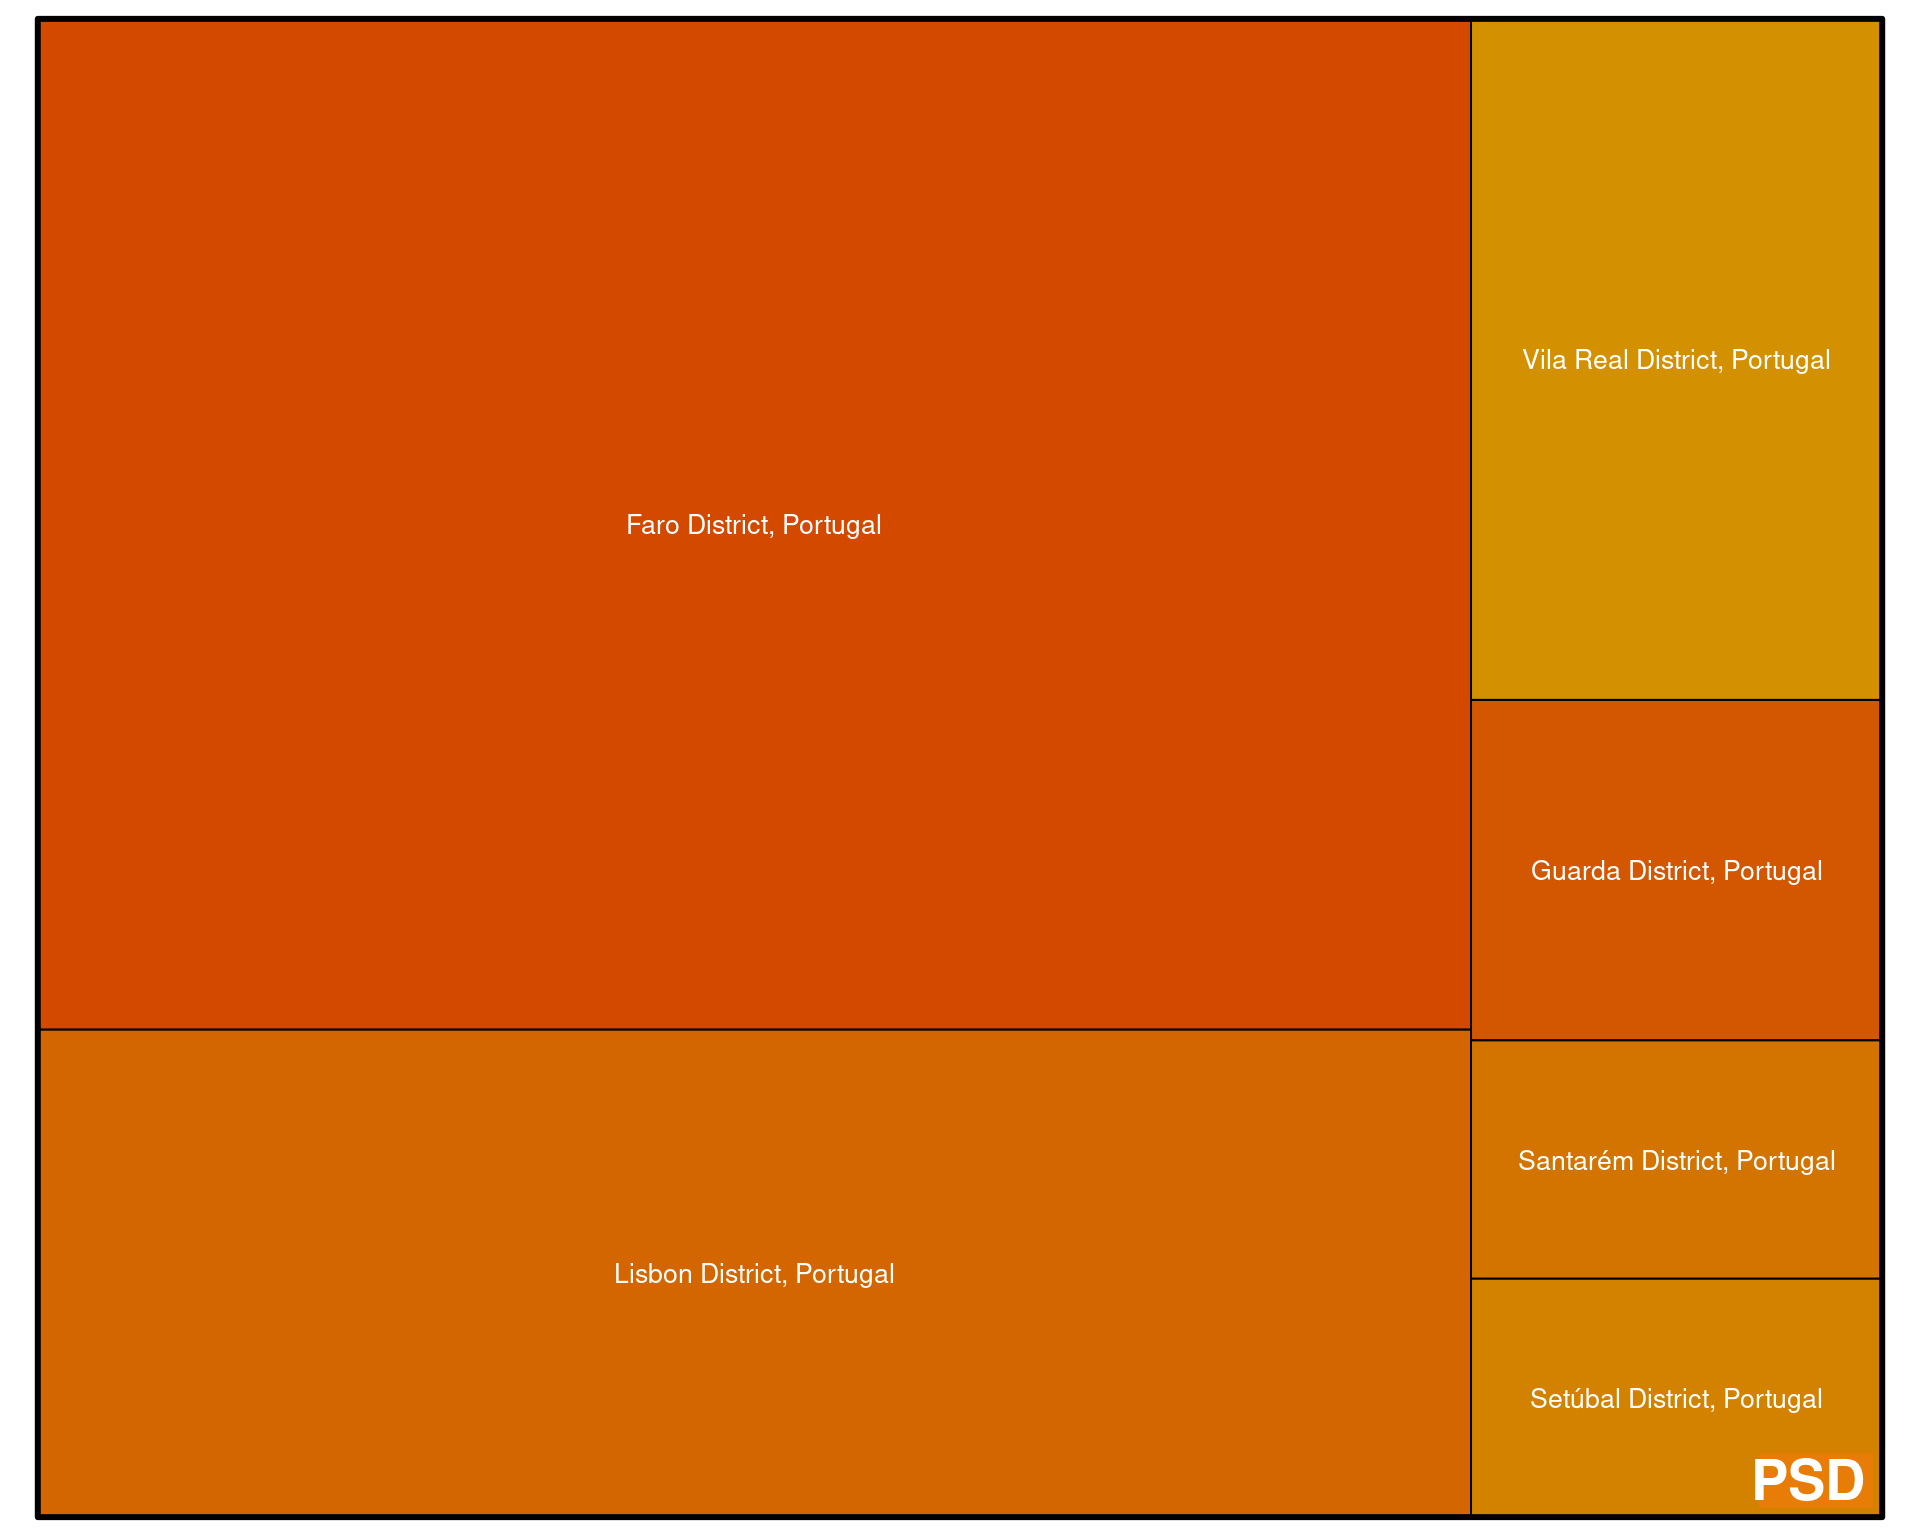 Faro District, Portugal
Lisbon District, Portugal
Vila Real District, Portugal
Guarda District, Portugal
Santarém District, Portugal
Setúbal District, Portugal
PSD